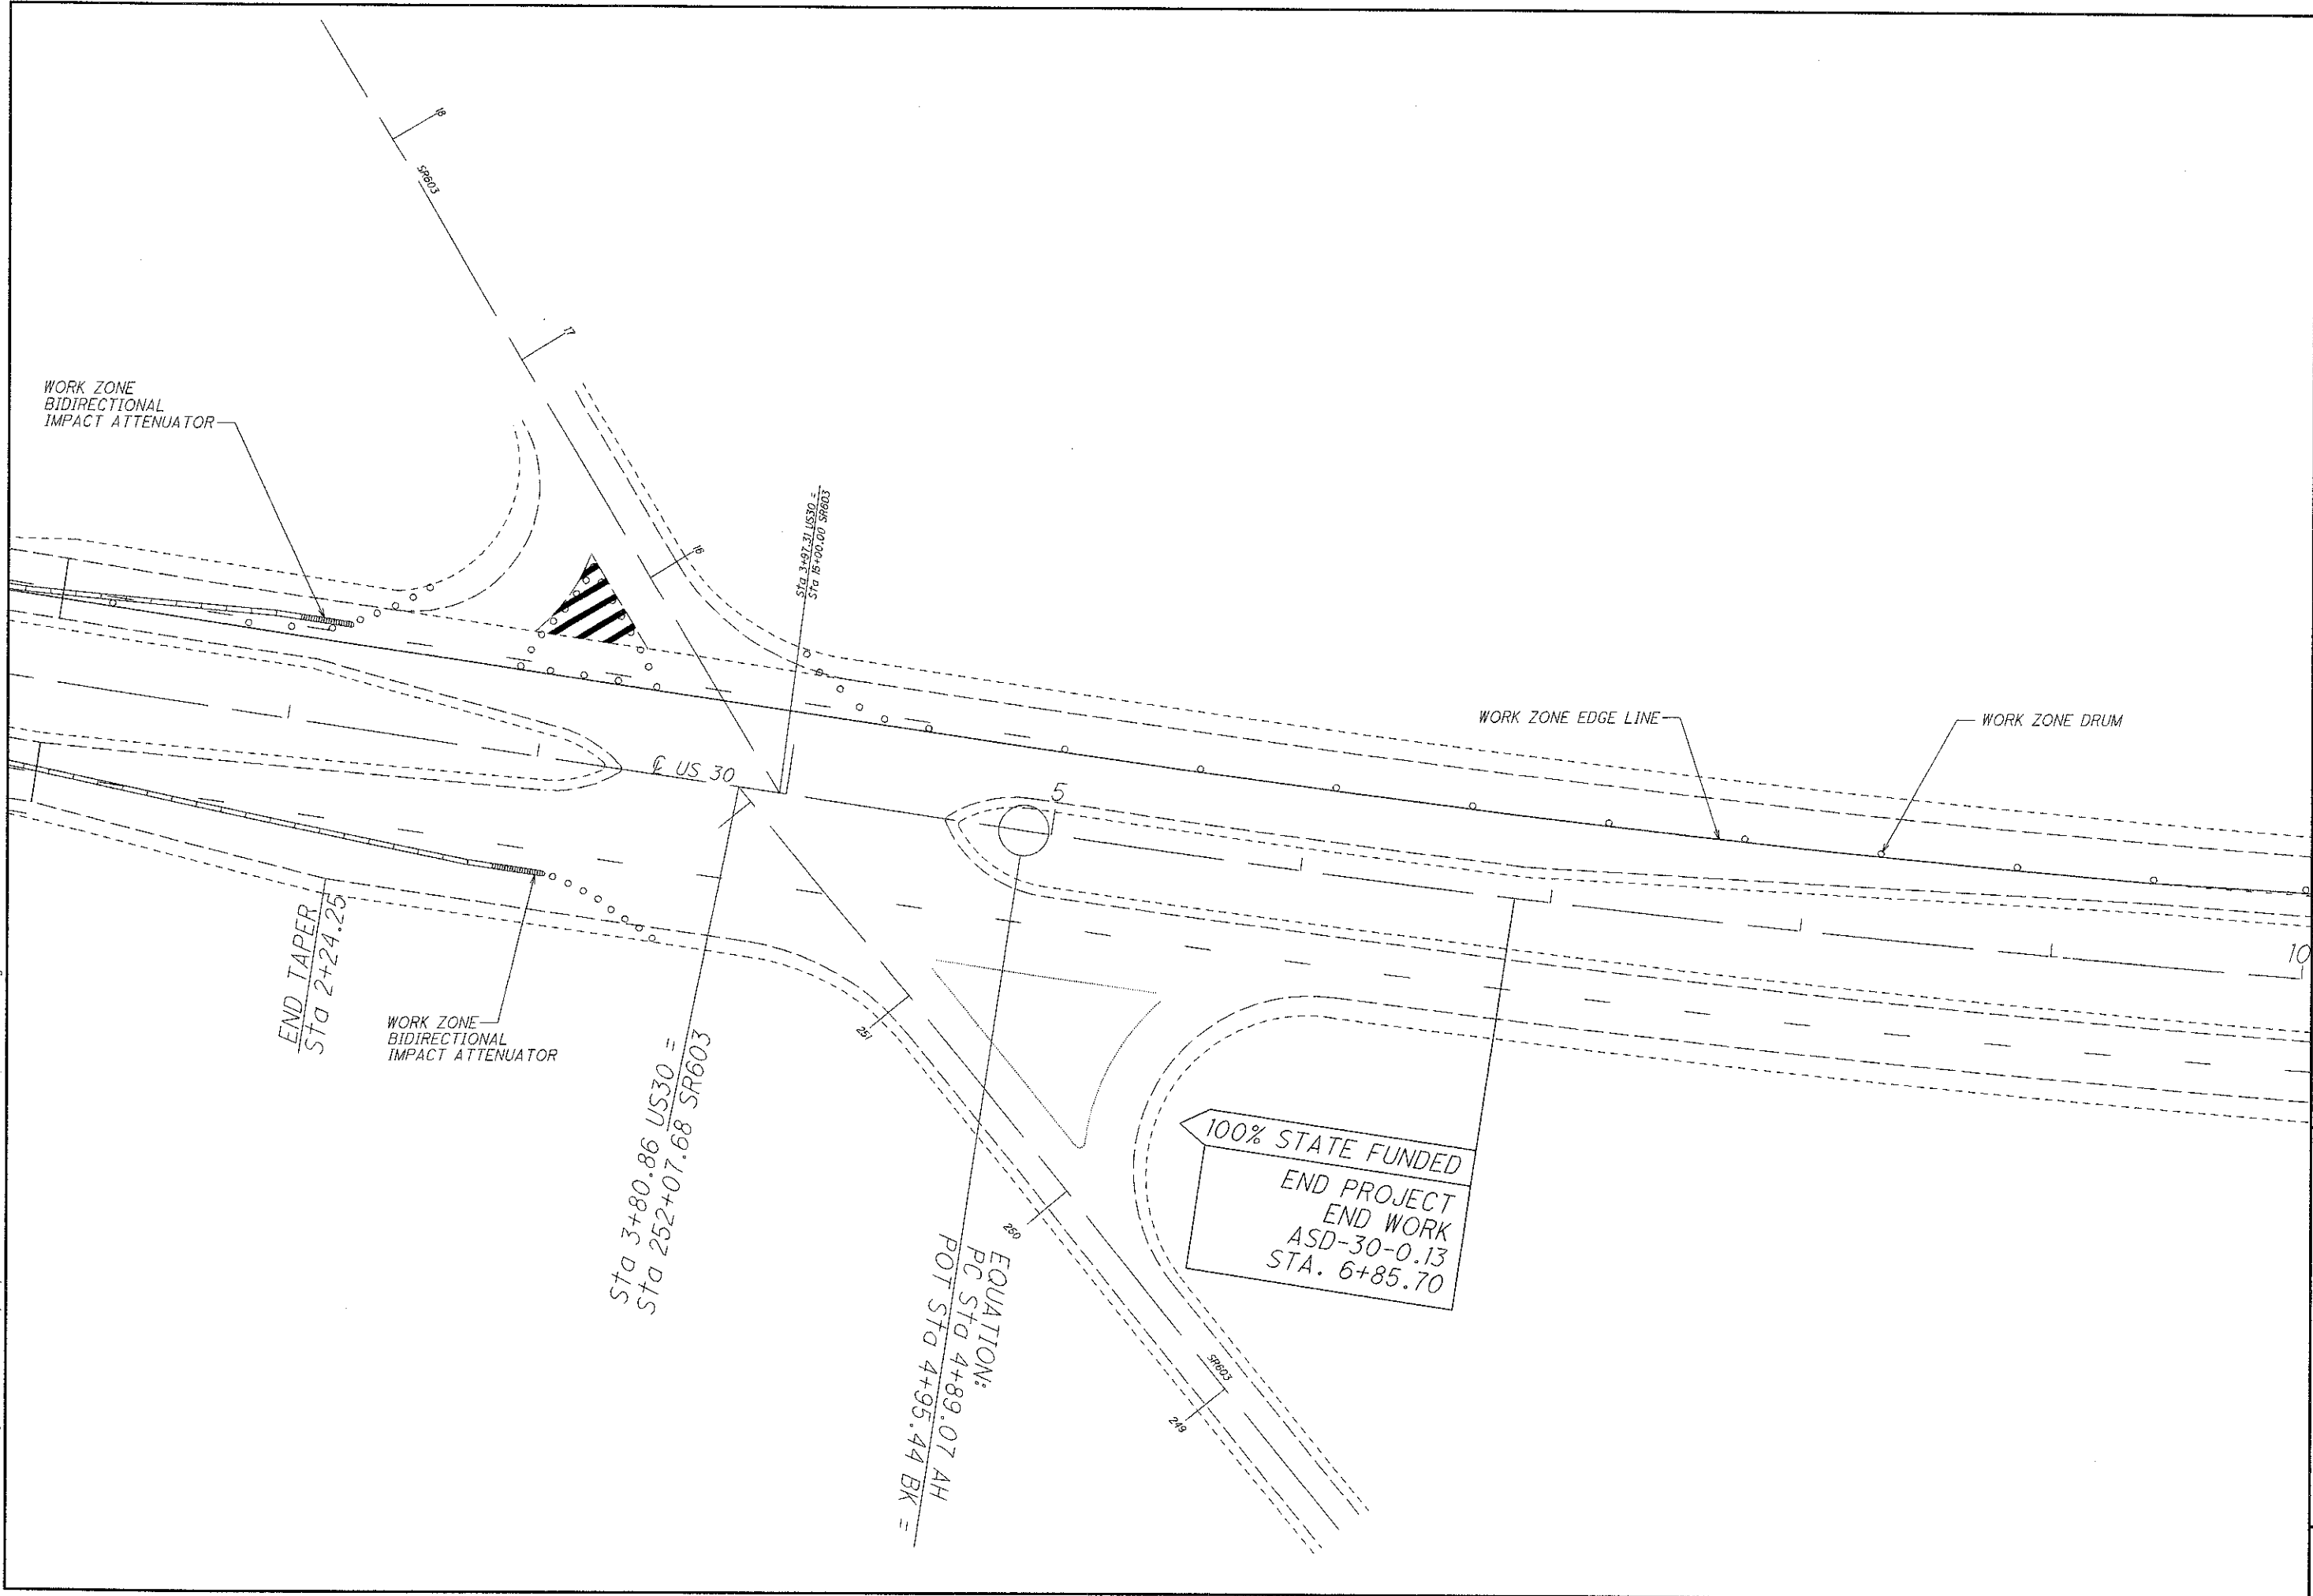 18
SR603
17
WORK ZONE
BIDIRECTIONAL
IMPACT ATTENUATOR
16
Sta 3+97.31 US30 =
Sta 15+00.00 SR603
WORK ZONE EDGE LINE
WORK ZONE DRUM
℄ US 30
5
10
END TAPER
Sta 2+24.25
WORK ZONE
BIDIRECTIONAL
IMPACT ATTENUATOR
251
Sta 3+80.86 US30 =
Sta 252+07.68 SR603
250
EQUATION:
PC Sta 4+89.07 AH
POT Sta 4+95.44 BK =
100% STATE FUNDED
END PROJECT
END WORK
ASD-30-0.13
STA. 6+85.70
SR603
249